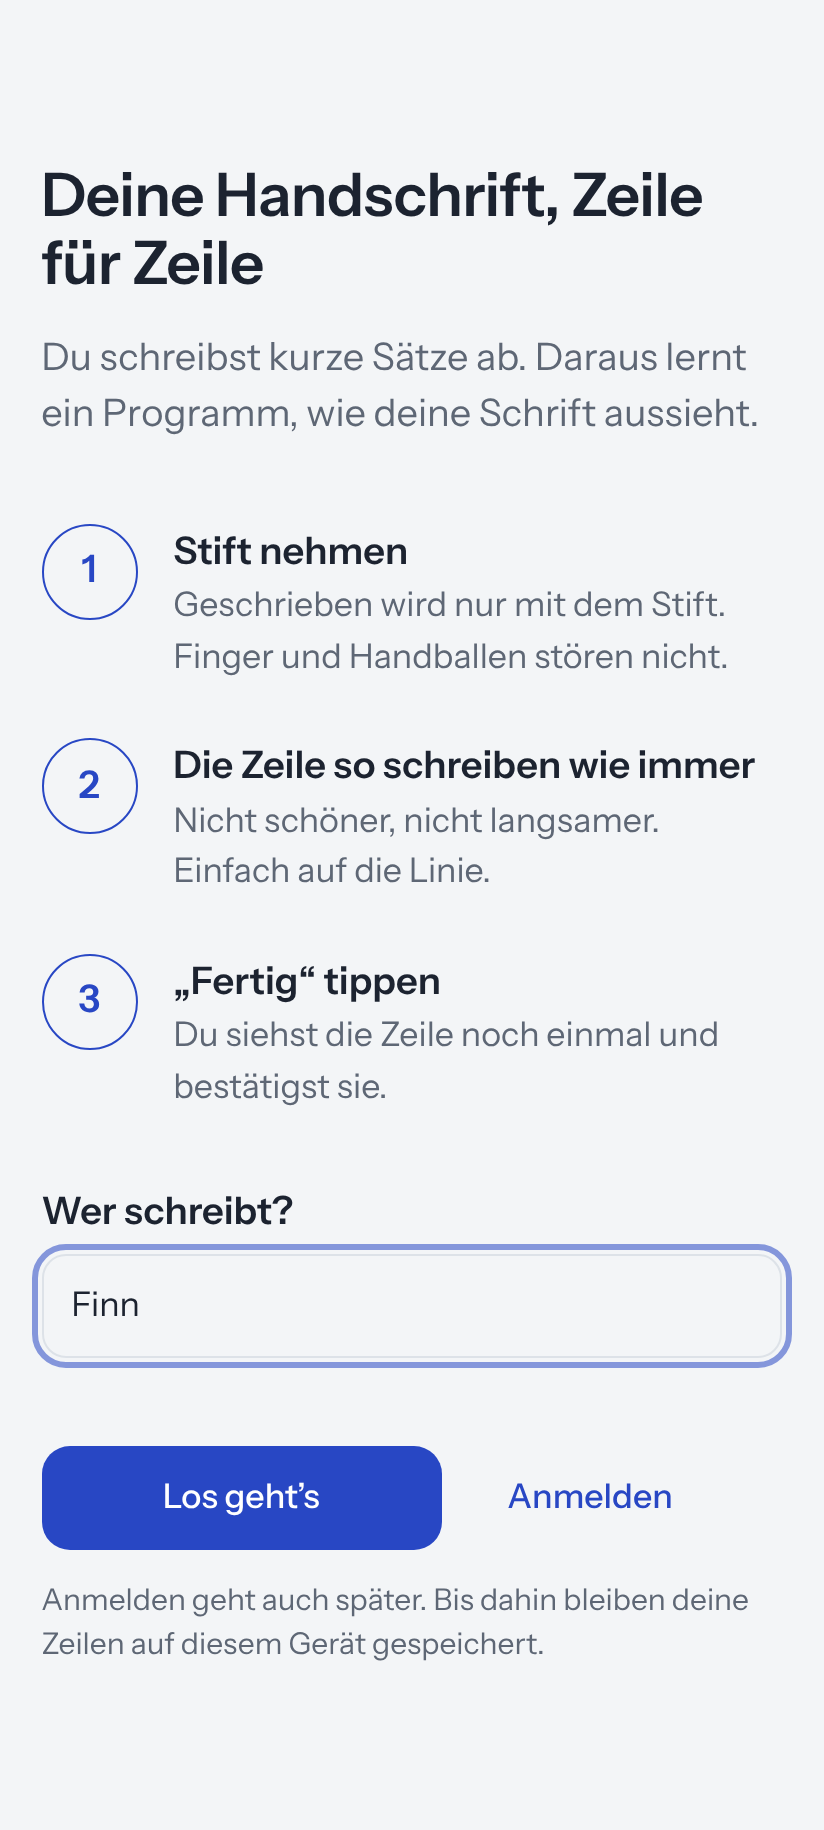 Deine Handschrift, Zeile
für Zeile
Du schreibst kurze Sätze ab. Daraus lernt
ein Programm, wie deine Schrift aussieht.
1
Stift nehmen
Geschrieben wird nur mit dem Stift.
Finger und Handballen stören nicht.
2
Die Zeile so schreiben wie immer
Nicht schöner, nicht langsamer.
Einfach auf die Linie.
3
„Fertig“ tippen
Du siehst die Zeile noch einmal und
bestätigst sie.
Wer schreibt?
Finn
Los geht’s
Anmelden
Anmelden geht auch später. Bis dahin bleiben deine
Zeilen auf diesem Gerät gespeichert.